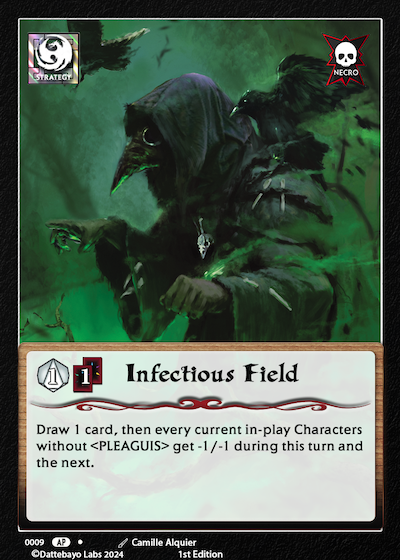 STRATEGY
NECRO
1 1 Infectious Field
Draw 1 card, then every current in-play Characters
without <PLEAGUIS> get -1/-1 during this turn and
the next.
0009 AP • Camille Alquier
©Dattebayo Labs 2024 1st Edition